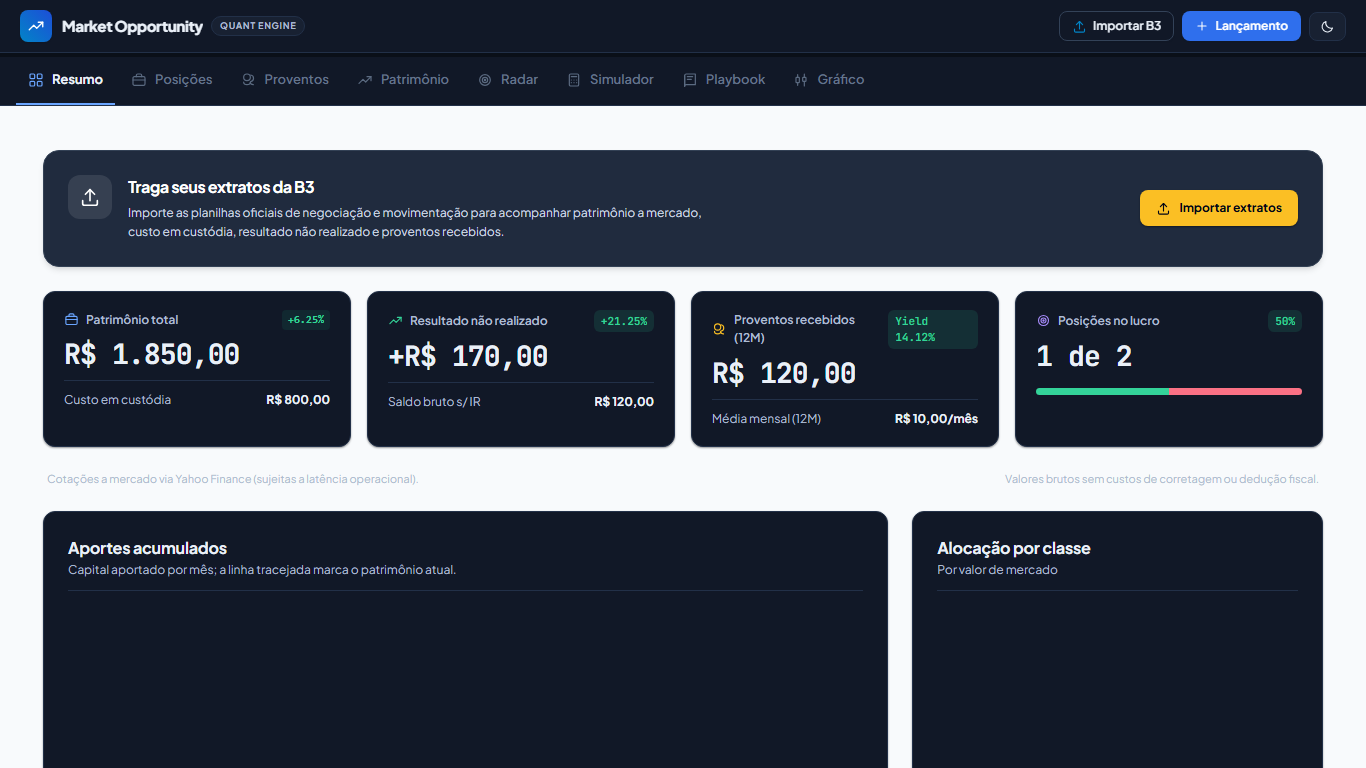 Market Opportunity
QUANT ENGINE
Importar B3
Lançamento
Resumo
Posições
Proventos
Patrimônio
Radar
Simulador
Playbook
Gráfico
Traga seus extratos da B3
Importe as planilhas oficiais de negociação e movimentação para acompanhar patrimônio a mercado,
custo em custódia, resultado não realizado e proventos recebidos.
Importar extratos
Patrimônio total
+6.25%
R$ 1.850,00
Custo em custódia
R$ 800,00
Resultado não realizado
+21.25%
+R$ 170,00
Saldo bruto s/ IR
R$ 120,00
Proventos recebidos
(12M)
Yield
14.12%
R$ 120,00
Média mensal (12M)
R$ 10,00/mês
Posições no lucro
50%
1 de 2
Cotações a mercado via Yahoo Finance (sujeitas a latência operacional).
Valores brutos sem custos de corretagem ou dedução fiscal.
Aportes acumulados
Capital aportado por mês; a linha tracejada marca o patrimônio atual.
Alocação por classe
Por valor de mercado